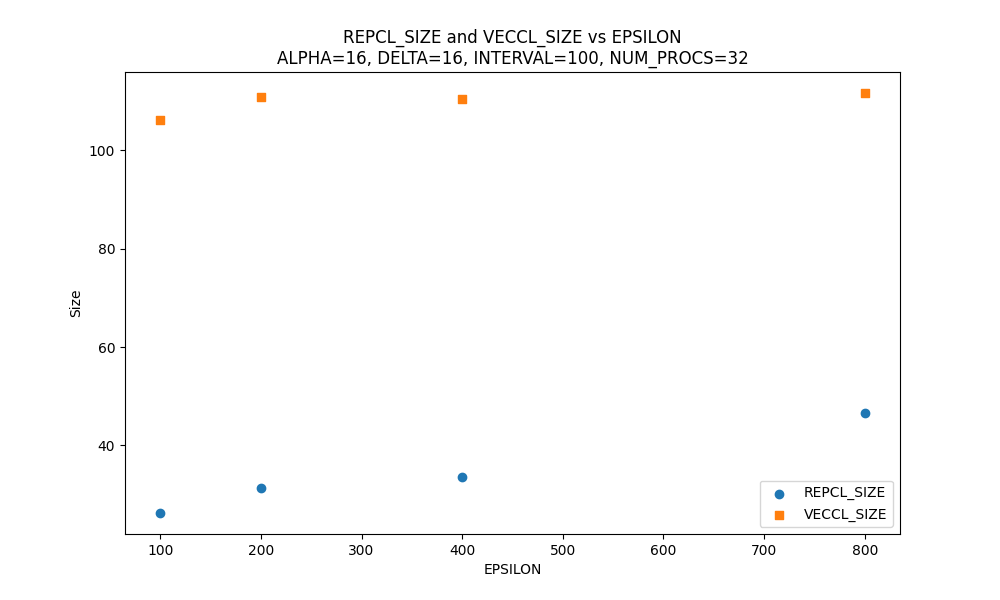 REPCL_SIZE and VECCL_SIZE vs EPSILON
ALPHA=16, DELTA=16, INTERVAL=100, NUM_PROCS=32
100
80
60
40
Size
REPCL_SIZE
VECCL_SIZE
100 200 300 400 500 600 700 800
EPSILON